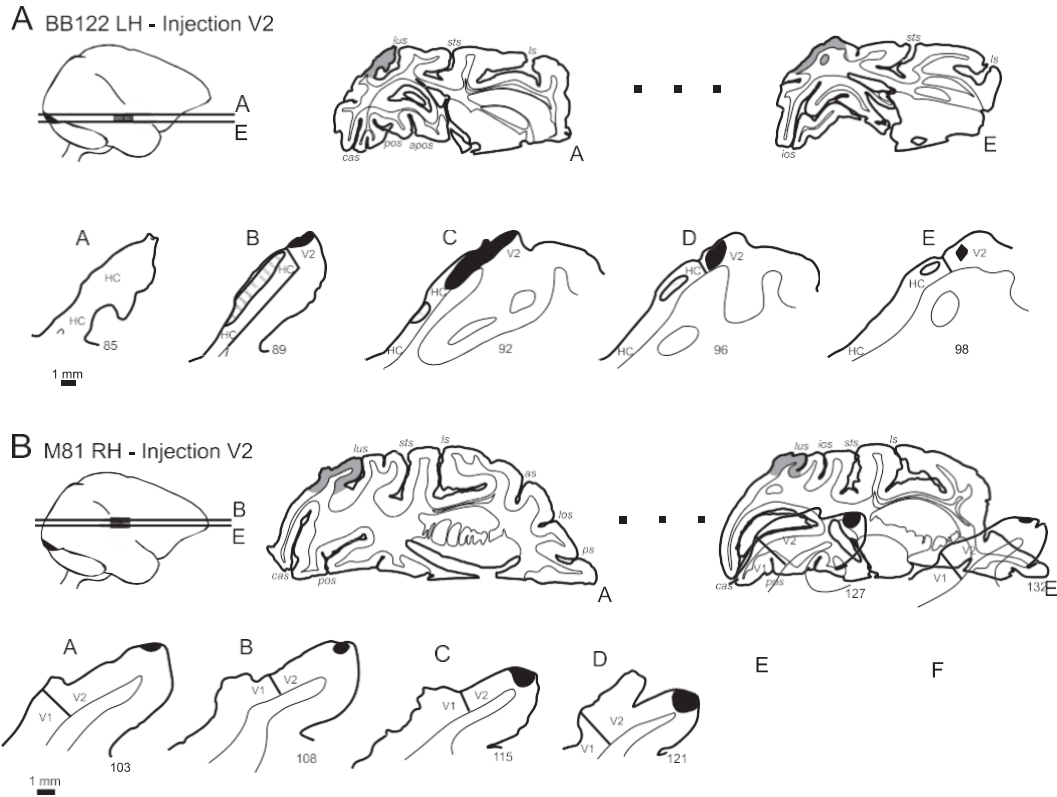 A BB122 LH - Injection V2
lus sts ls
sts ls
A
E
cas pos apos A
ios E
A B C D E
HC HC V2 HC V2 HC V2 HC V2
HC HC HC HC HC
85 89 92 96 98
1 mm
B M81 RH - Injection V2
lus sts ls as los ps
lus ios sts ls
B
E
cas pos A
V1 V2 V1 V2
cas pos 127 132 E
A B C D E F
V1 V2 V1 V2 V1 V2 V1 V2
103 108 115 121
1 mm